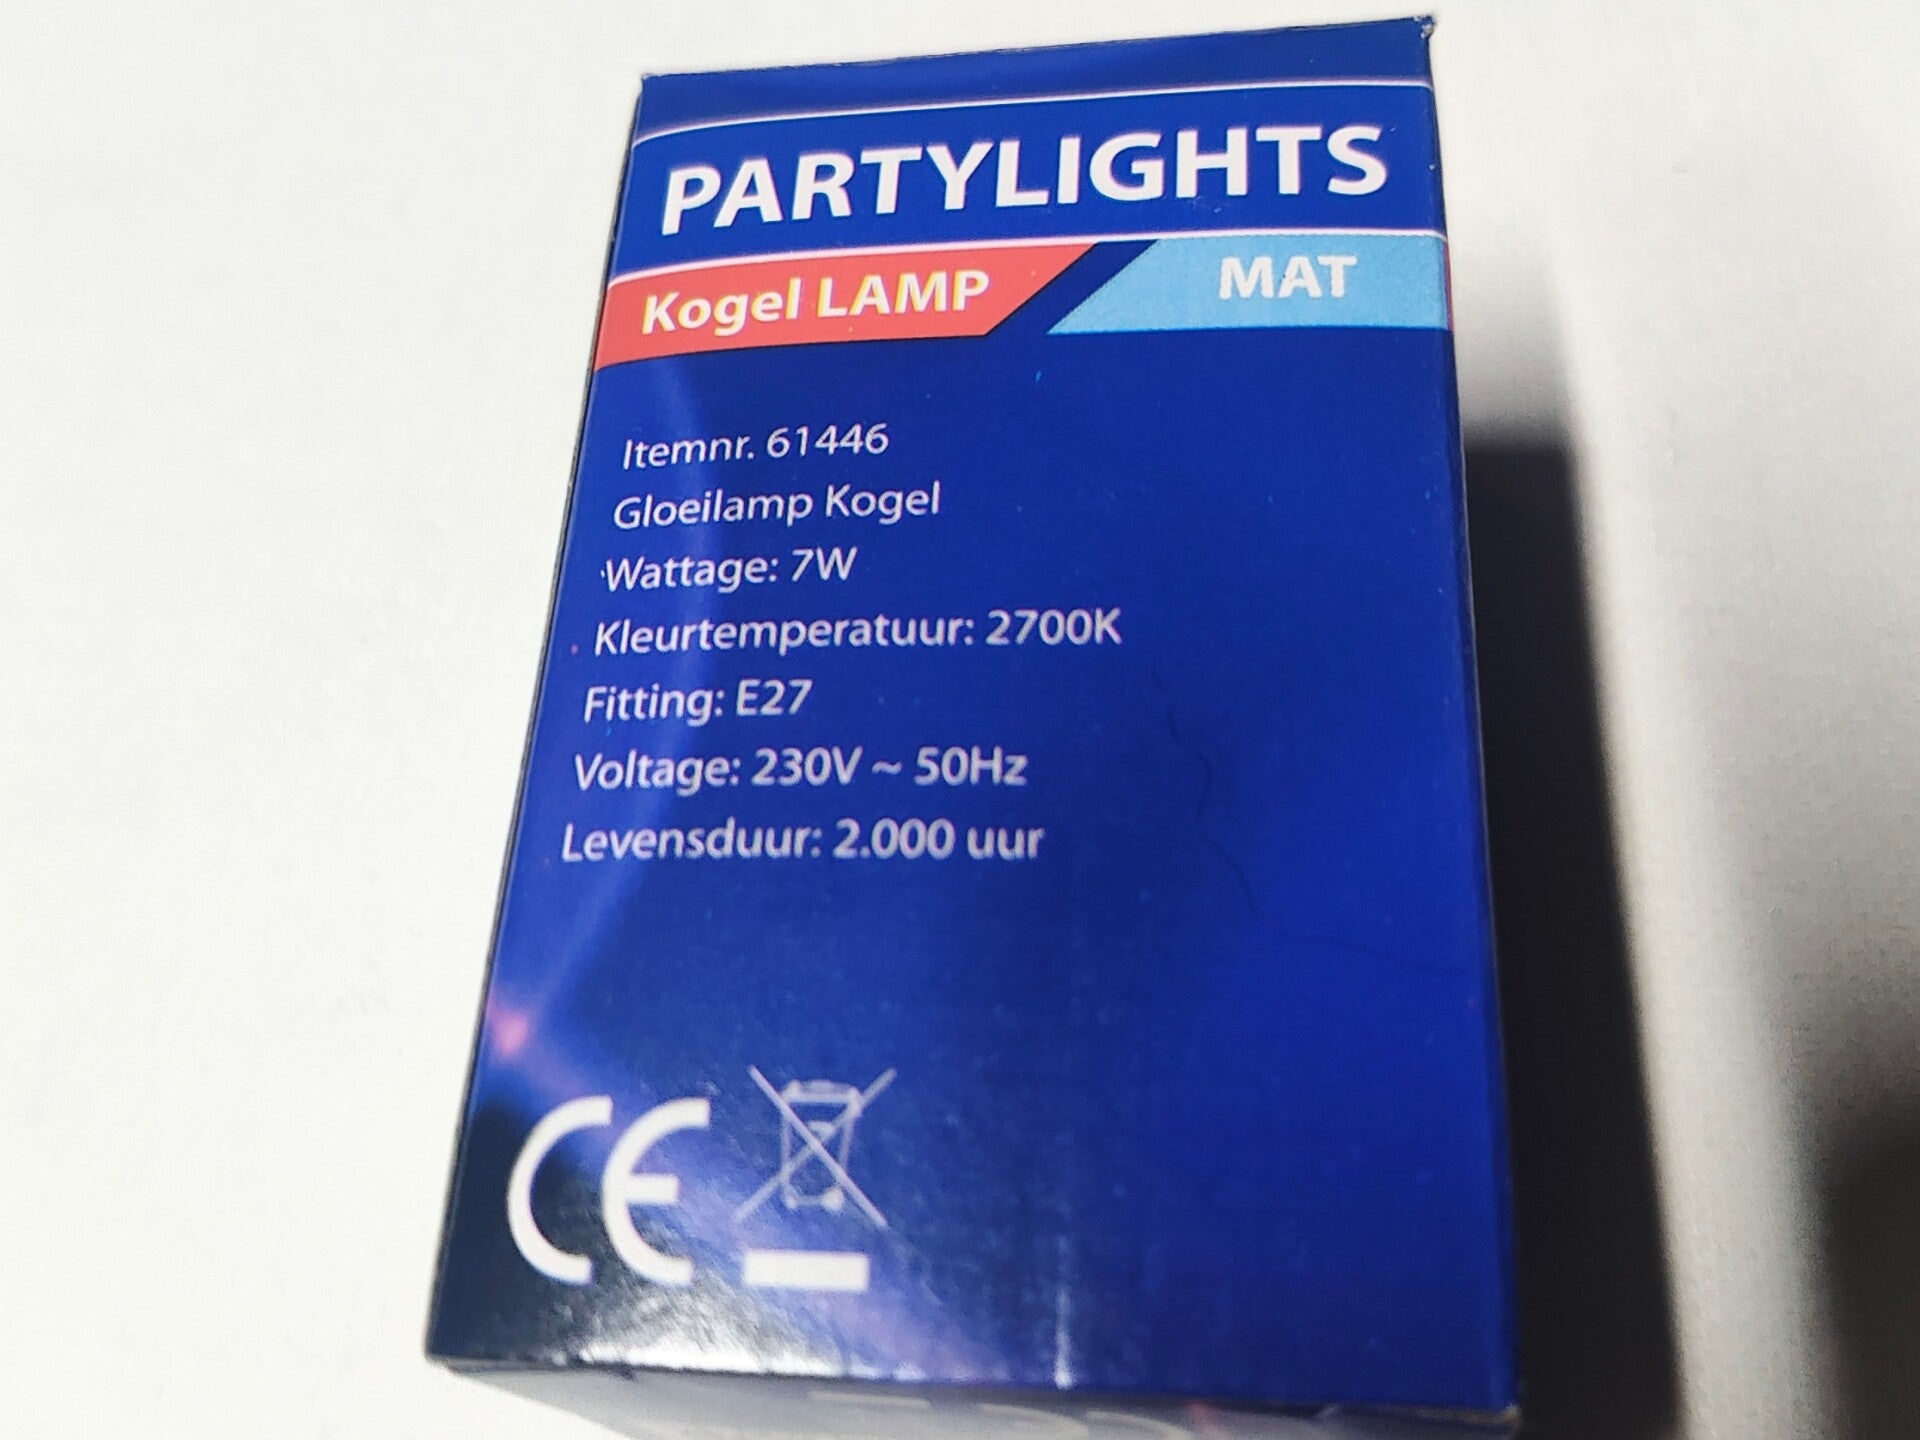 PARTYLIGHTS
Kogel LAMP
MAT
Itemnr. 61446
Gloeilamp Kogel
Wattage: 7W
Kleurtemperatuur: 2700K
Fitting: E27
Voltage: 230V ~ 50Hz
Levensduur: 2.000 uur
CE